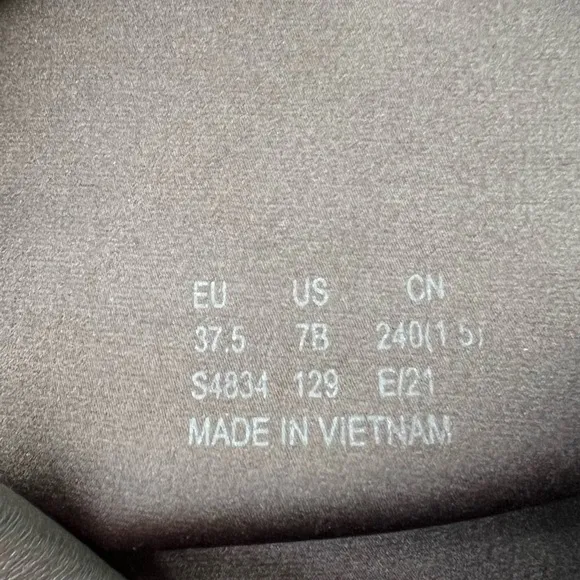 EU US CN
37.5 7B 240(1.5)
S4834 129 E/21
MADE IN VIETNAM